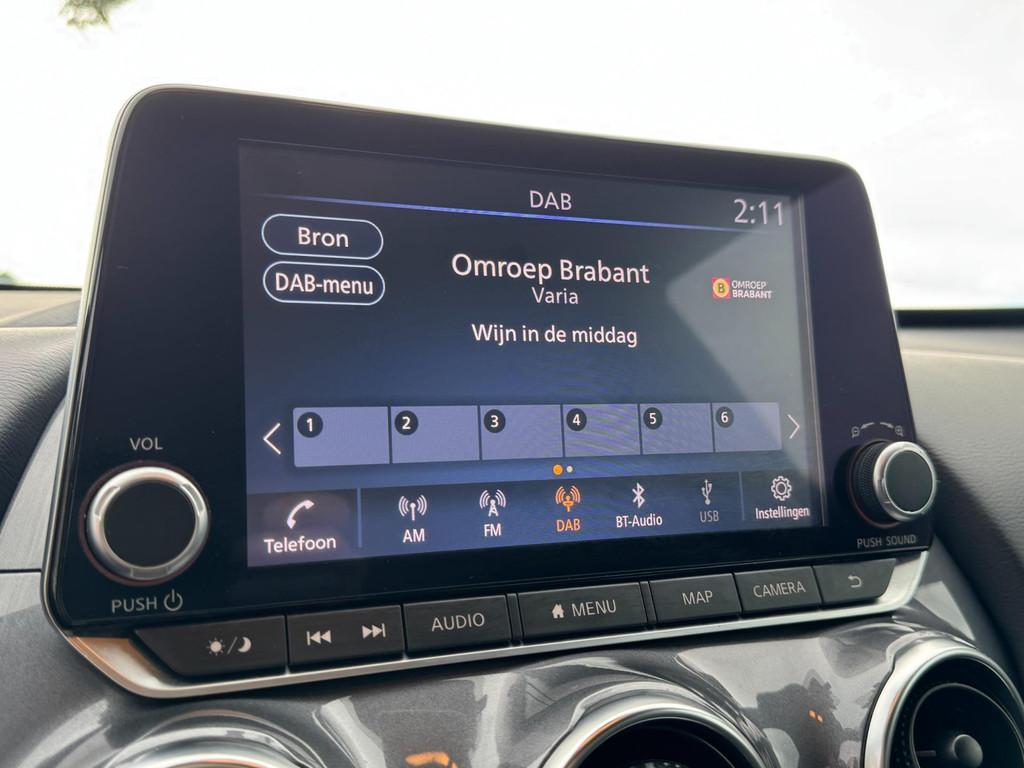 DAB
2:11
Bron
DAB-menu
Omroep Brabant
Varia
Wijn in de middag
B OMROEP
BRABANT
1 2 3 4 5 6
Telefoon AM FM DAB BT-Audio USB Instellingen
VOL
PUSH
PUSH SOUND
AUDIO MENU MAP CAMERA